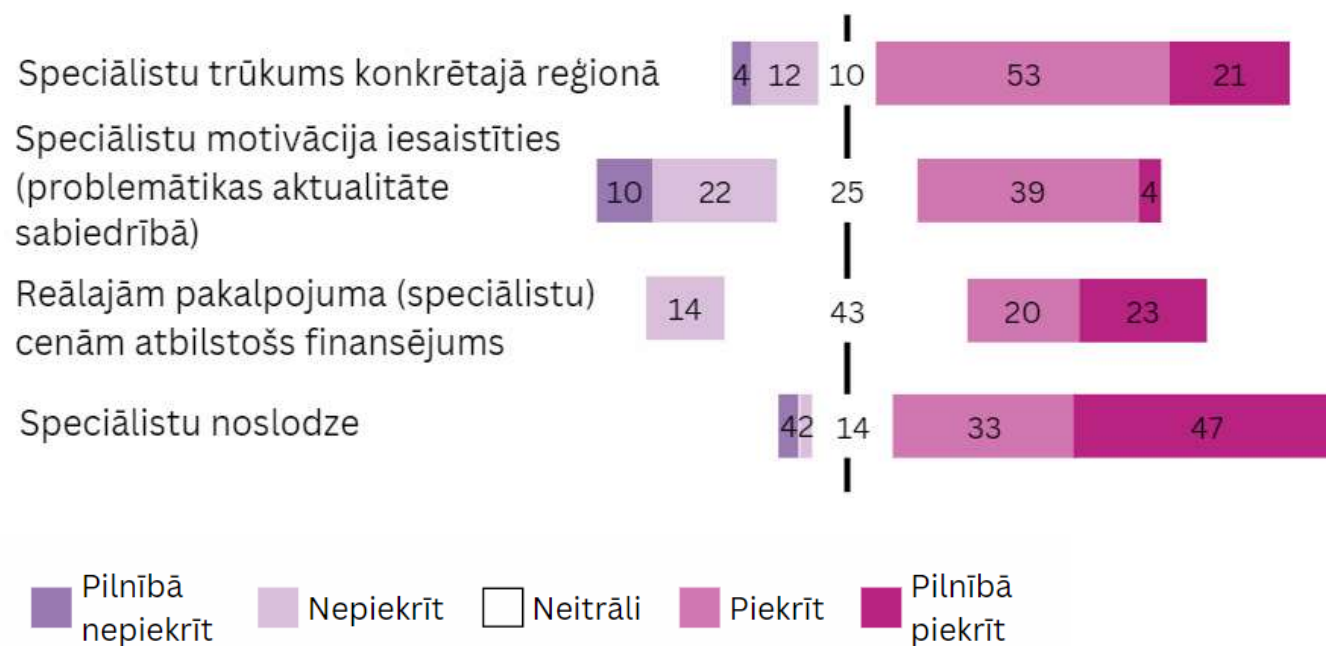 Speciālistu trūkums konkrētajā reģionā
4 12 10 53 21
Speciālistu motivācija iesaistīties
(problemātikas aktualitāte
sabiedrībā)
10 22 25 39 4
Reālajām pakalpojuma (speciālistu)
cenām atbilstošs finansējums
14 43 20 23
Speciālistu noslodze
4 2 14 33 47
Pilnībā
nepiekrīt
Nepiekrīt
Neitrāli
Piekrīt
Pilnībā
piekrīt